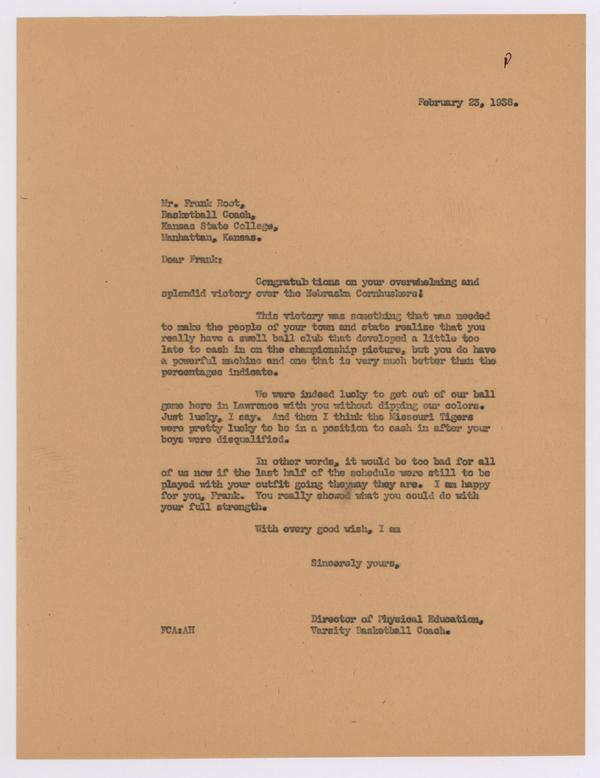 February 23, 1938.
Mr. Frank Root,
Basketball Coach,
Kansas State College,
Manhattan, Kansas.
Dear Frank:
Congratulations on your overwhelming and
splendid victory over the Nebraska Cornhuskers!
This victory was something that was needed
to make the people of your town and state realize that you
really have a swell ball club that developed a little too
late to cash in on the championship picture, but you do have
a powerful machine and one that is very much better than the
percentages indicate.
We were indeed lucky to get out of our ball
game here in Lawrence with you without dipping our colors.
Just lucky, I say. And then I think the Missouri Tigers
were pretty lucky to be in a position to cash in after your
boys were disqualified.
In other words, it would be too bad for all
of us now if the last half of the schedule were still to be
played with your outfit going theyway they are. I am happy
for you, Frank. You really showed what you could do with
your full strength.
With every good wish, I am
Sincerely yours,
Director of Physical Education,
FCA:AH Varsity Basketball Coach.